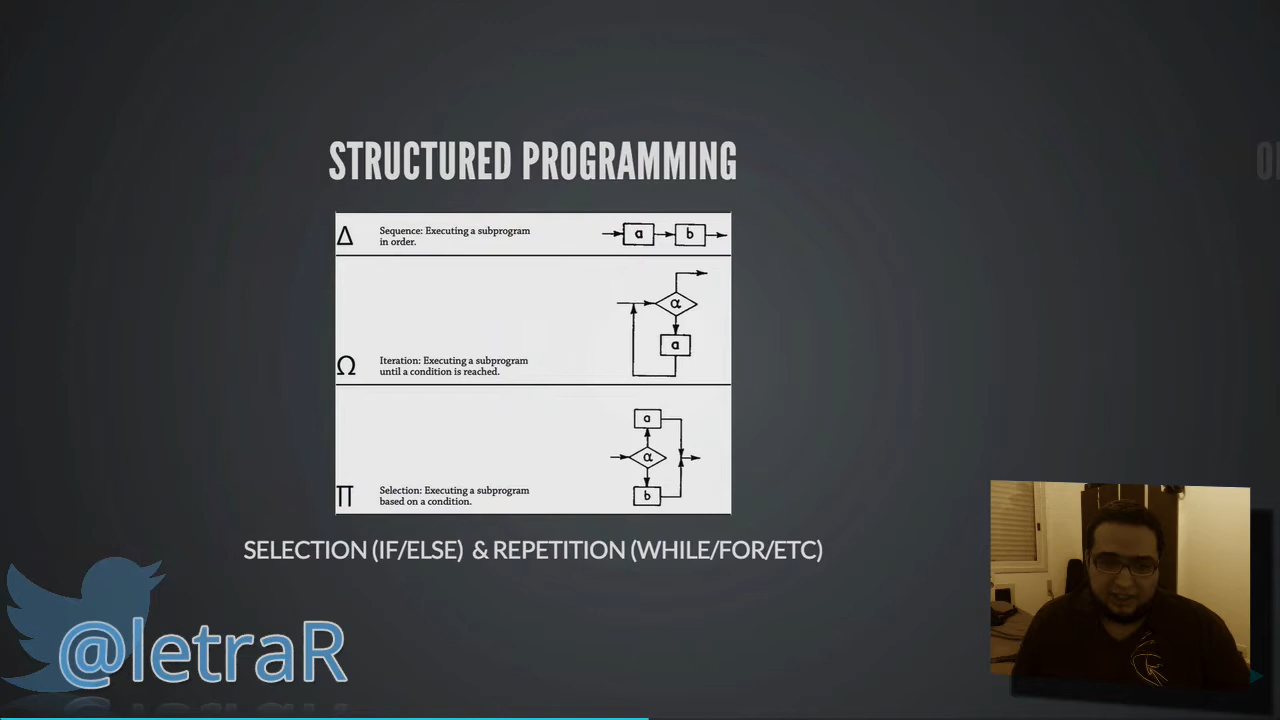 STRUCTURED PROGRAMMING
Δ
Sequence: Executing a subprogram
in order.
a
b
α
a
Ω
Iteration: Executing a subprogram
until a condition is reached.
a
α
b
Π
Selection: Executing a subprogram
based on a condition.
SELECTION (IF/ELSE) & REPETITION (WHILE/FOR/ETC)
@letraR